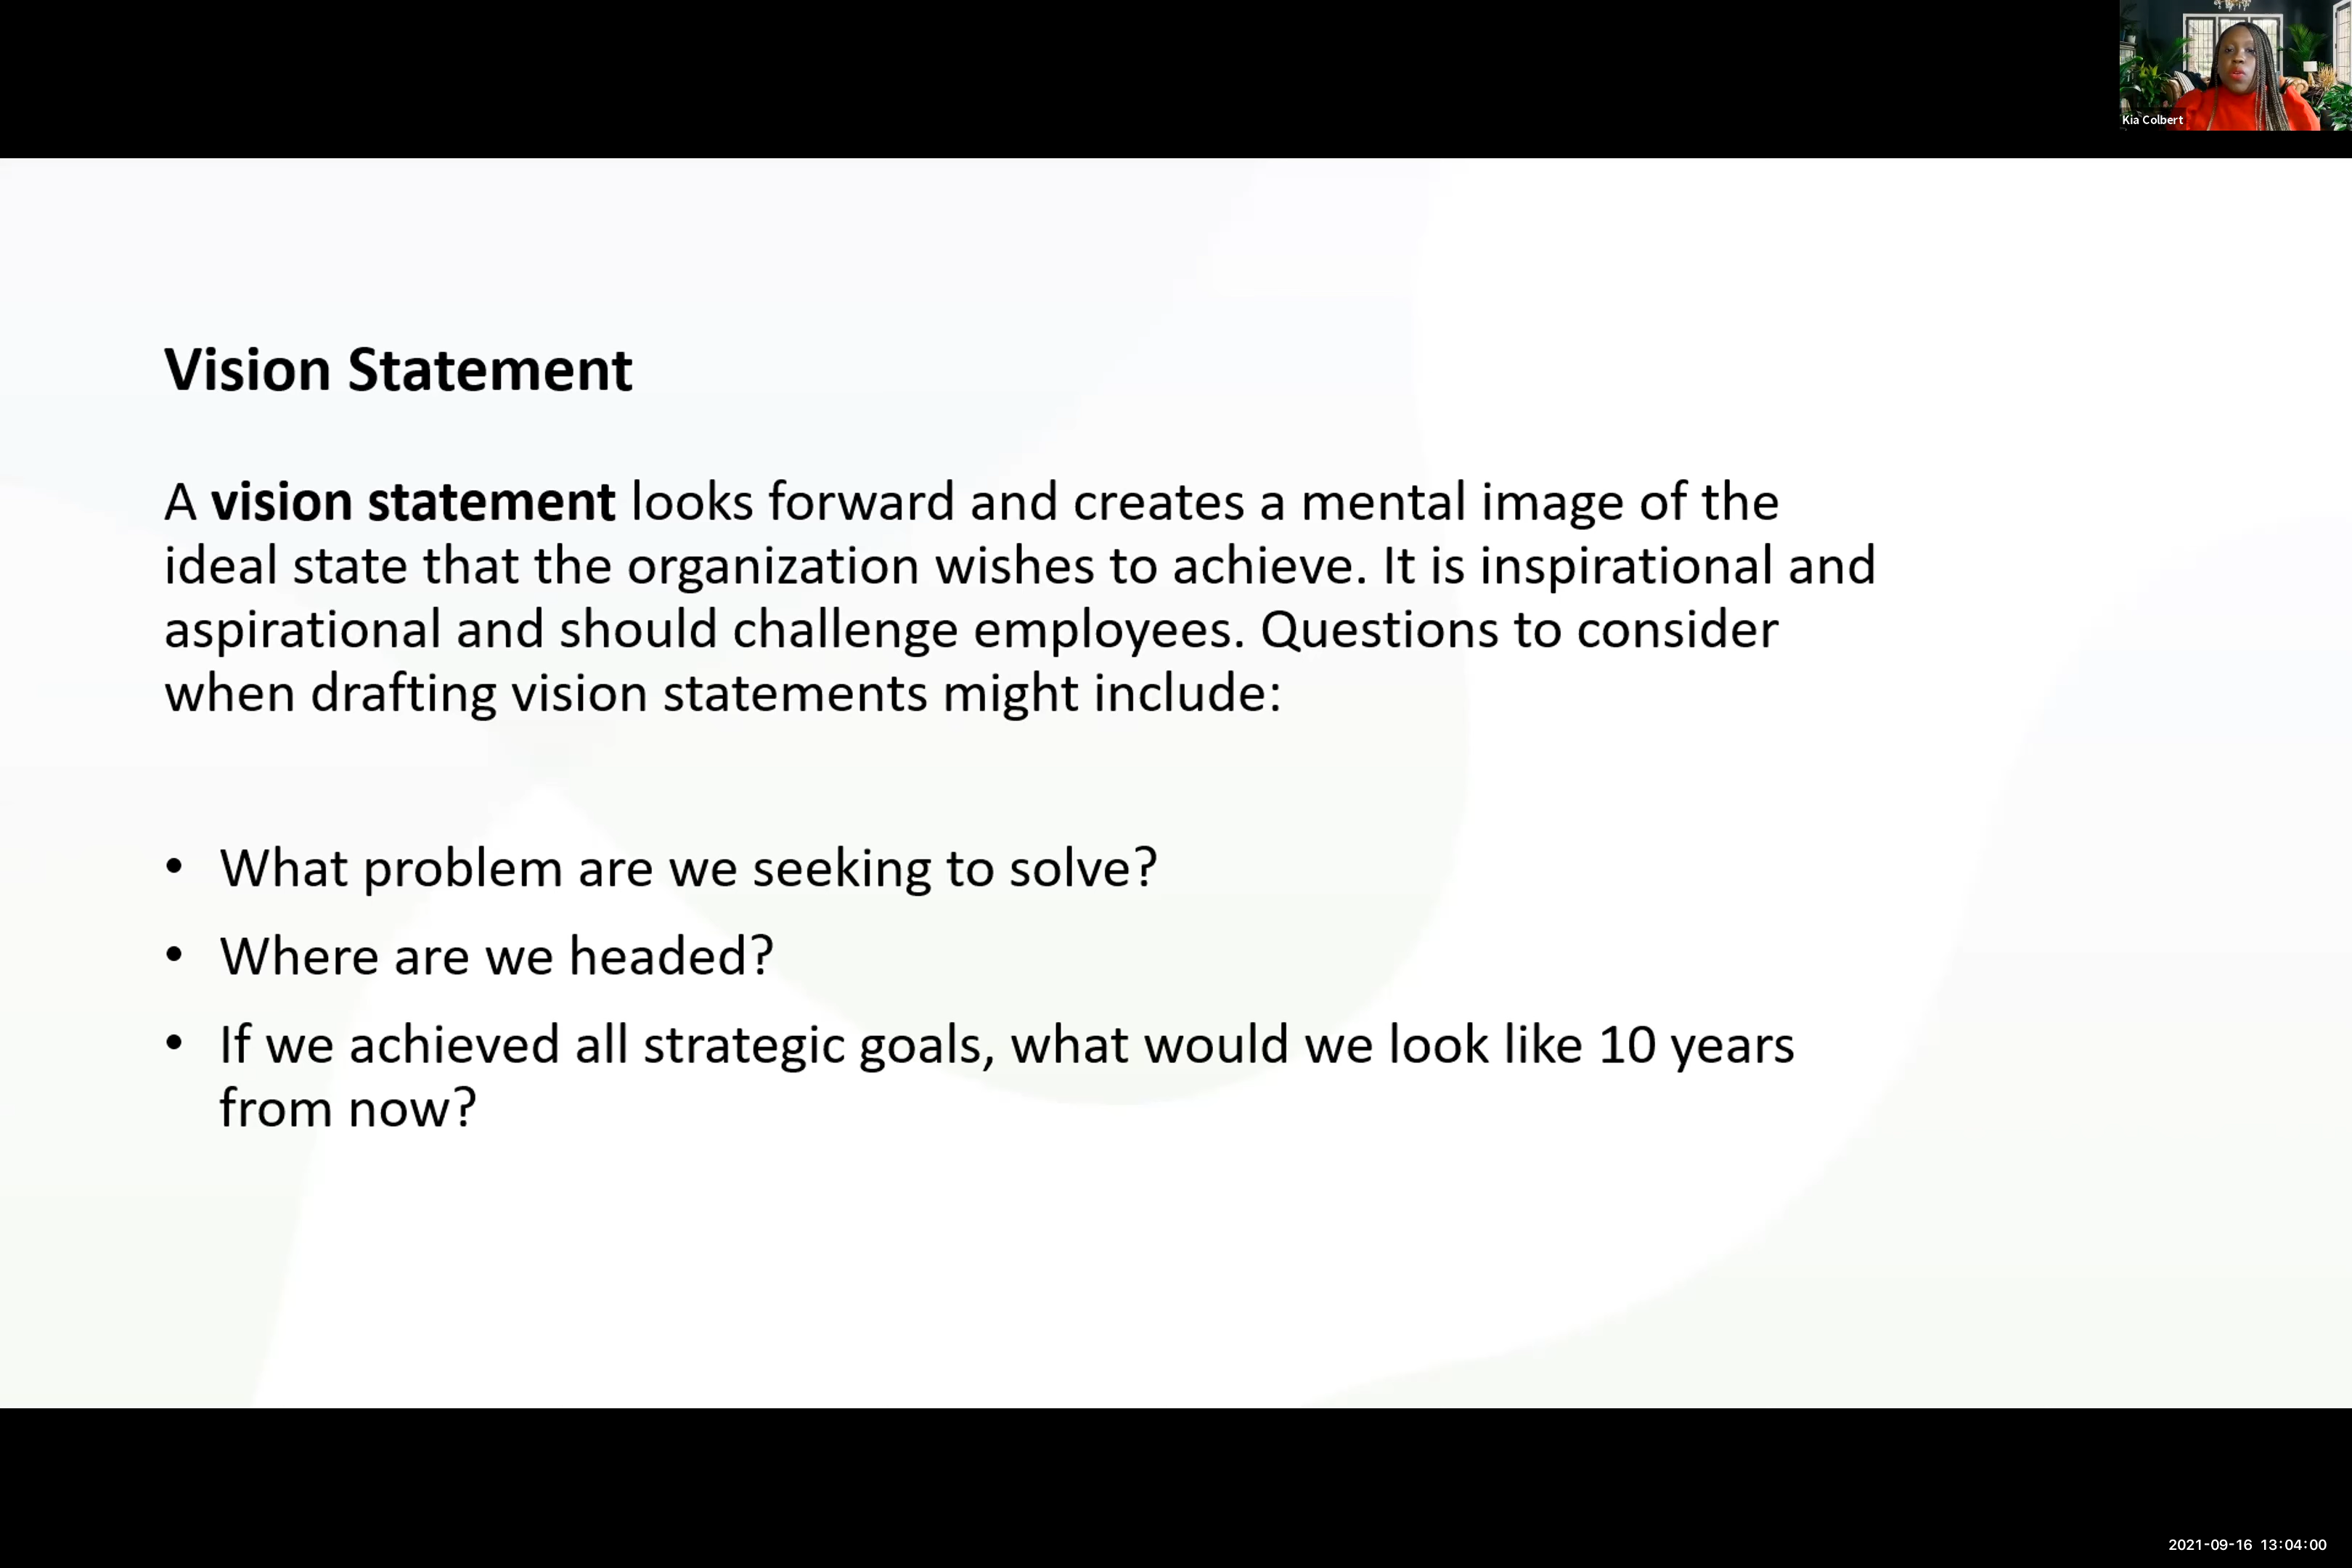 Kia Colbert
Vision Statement
A vision statement looks forward and creates a mental image of the
ideal state that the organization wishes to achieve. It is inspirational and
aspirational and should challenge employees. Questions to consider
when drafting vision statements might include:
• What problem are we seeking to solve?
• Where are we headed?
• If we achieved all strategic goals, what would we look like 10 years
from now?
2021-09-16 13:04:00